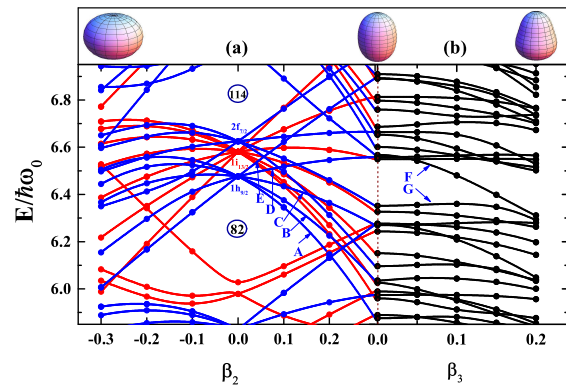 (a) (b)
E/ħω₀
6.8
6.6
6.4
6.2
6.0
114
2f₇/₂
1i₁₃/₂
1h₉/₂
82
E
D
C
B
A
F
G
-0.3 -0.2 -0.1 0.0 0.1 0.2 0.0 0.1 0.2
β₂ β₃